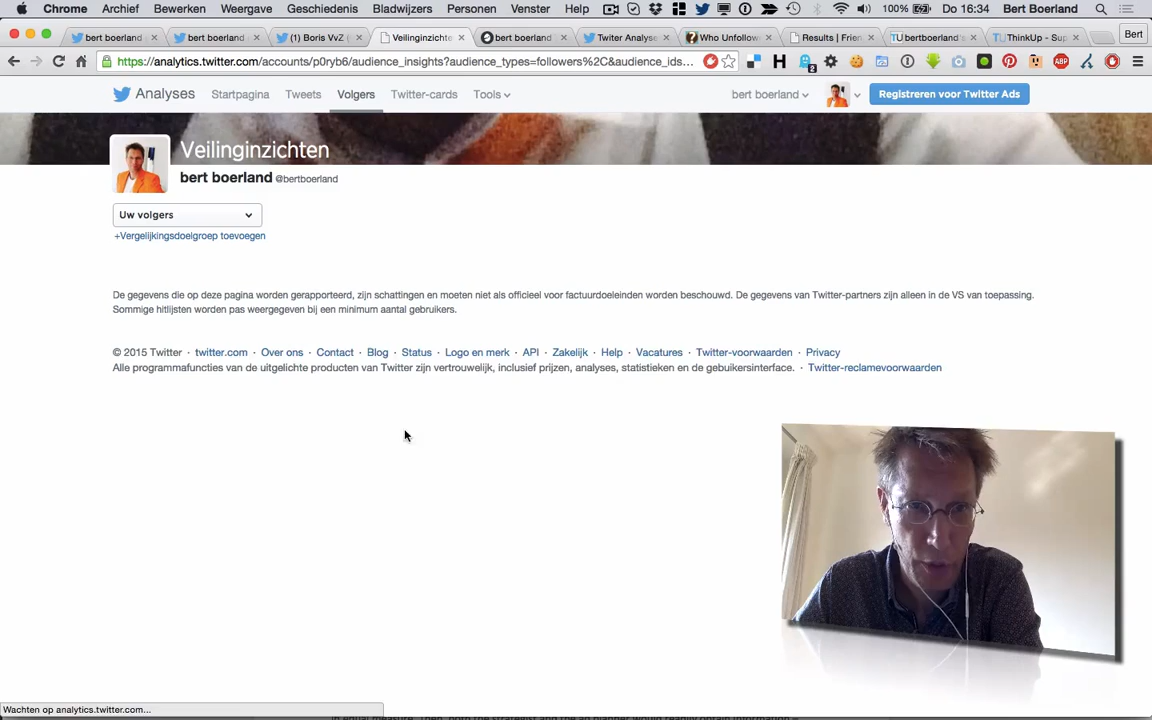 Chrome Archief Bewerken Weergave Geschiedenis Bladwijzers Personen Venster Help 100% Do 16:34 Bert Boerland
bert boerland bert boerland (1) Boris VvZ Veilinginzichte bert boerland Twiter Analyse Who Unfollow Results | Frien TU bertboerland's TU ThinkUp - Sup Bert
https://analytics.twitter.com/accounts/p0ryb6/audience_insights?audience_types=followers%2C&audience_ids...
Analyses Startpagina Tweets Volgers Twitter-cards Tools bert boerland Registreren voor Twitter Ads
Veilinginzichten
bert boerland @bertboerland
Uw volgers
+Vergelijkingsdoelgroep toevoegen
De gegevens die op deze pagina worden gerapporteerd, zijn schattingen en moeten niet als officieel voor factuurdoeleinden worden beschouwd. De gegevens van Twitter-partners zijn alleen in de VS van toepassing.
Sommige hitlijsten worden pas weergegeven bij een minimum aantal gebruikers.
© 2015 Twitter · twitter.com · Over ons · Contact · Blog · Status · Logo en merk · API · Zakelijk · Help · Vacatures · Twitter-voorwaarden · Privacy
Alle programmafuncties van de uitgelichte producten van Twitter zijn vertrouwelijk, inclusief prijzen, analyses, statistieken en de gebuikersinterface. · Twitter-reclamevoorwaarden
Wachten op analytics.twitter.com...